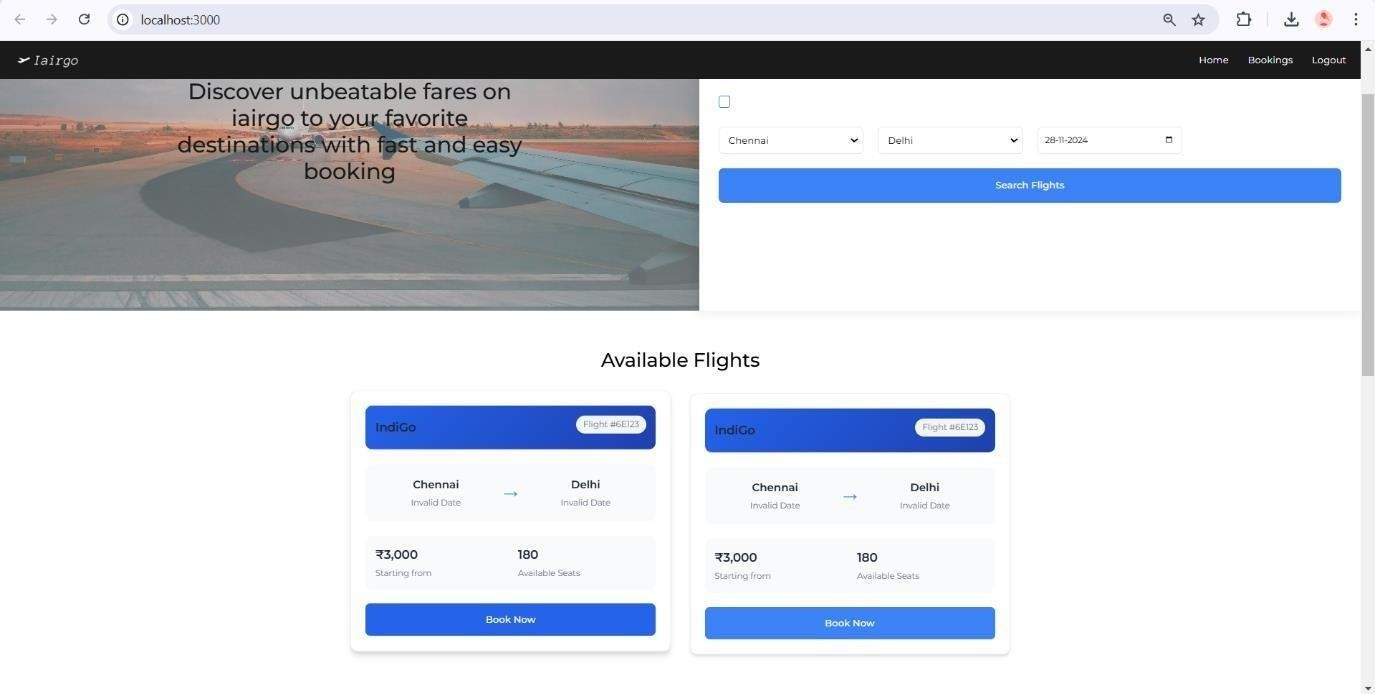 localhost:3000
Iairgo
Home Bookings Logout
Discover unbeatable fares on
iairgo to your favorite
destinations with fast and easy
booking
Chennai Delhi 28-11-2024
Search Flights
Available Flights
IndiGo Flight #6E123
Chennai → Delhi
Invalid Date Invalid Date
₹3,000 180
Starting from Available Seats
Book Now
IndiGo Flight #6E123
Chennai → Delhi
Invalid Date Invalid Date
₹3,000 180
Starting from Available Seats
Book Now